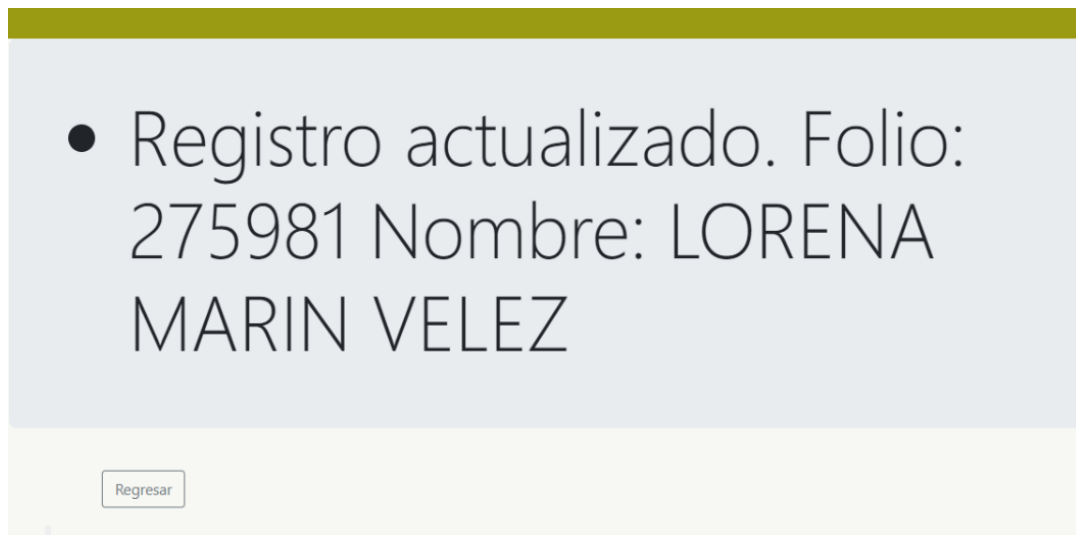 Registro actualizado. Folio:
275981 Nombre: LORENA
MARIN VELEZ
Regresar